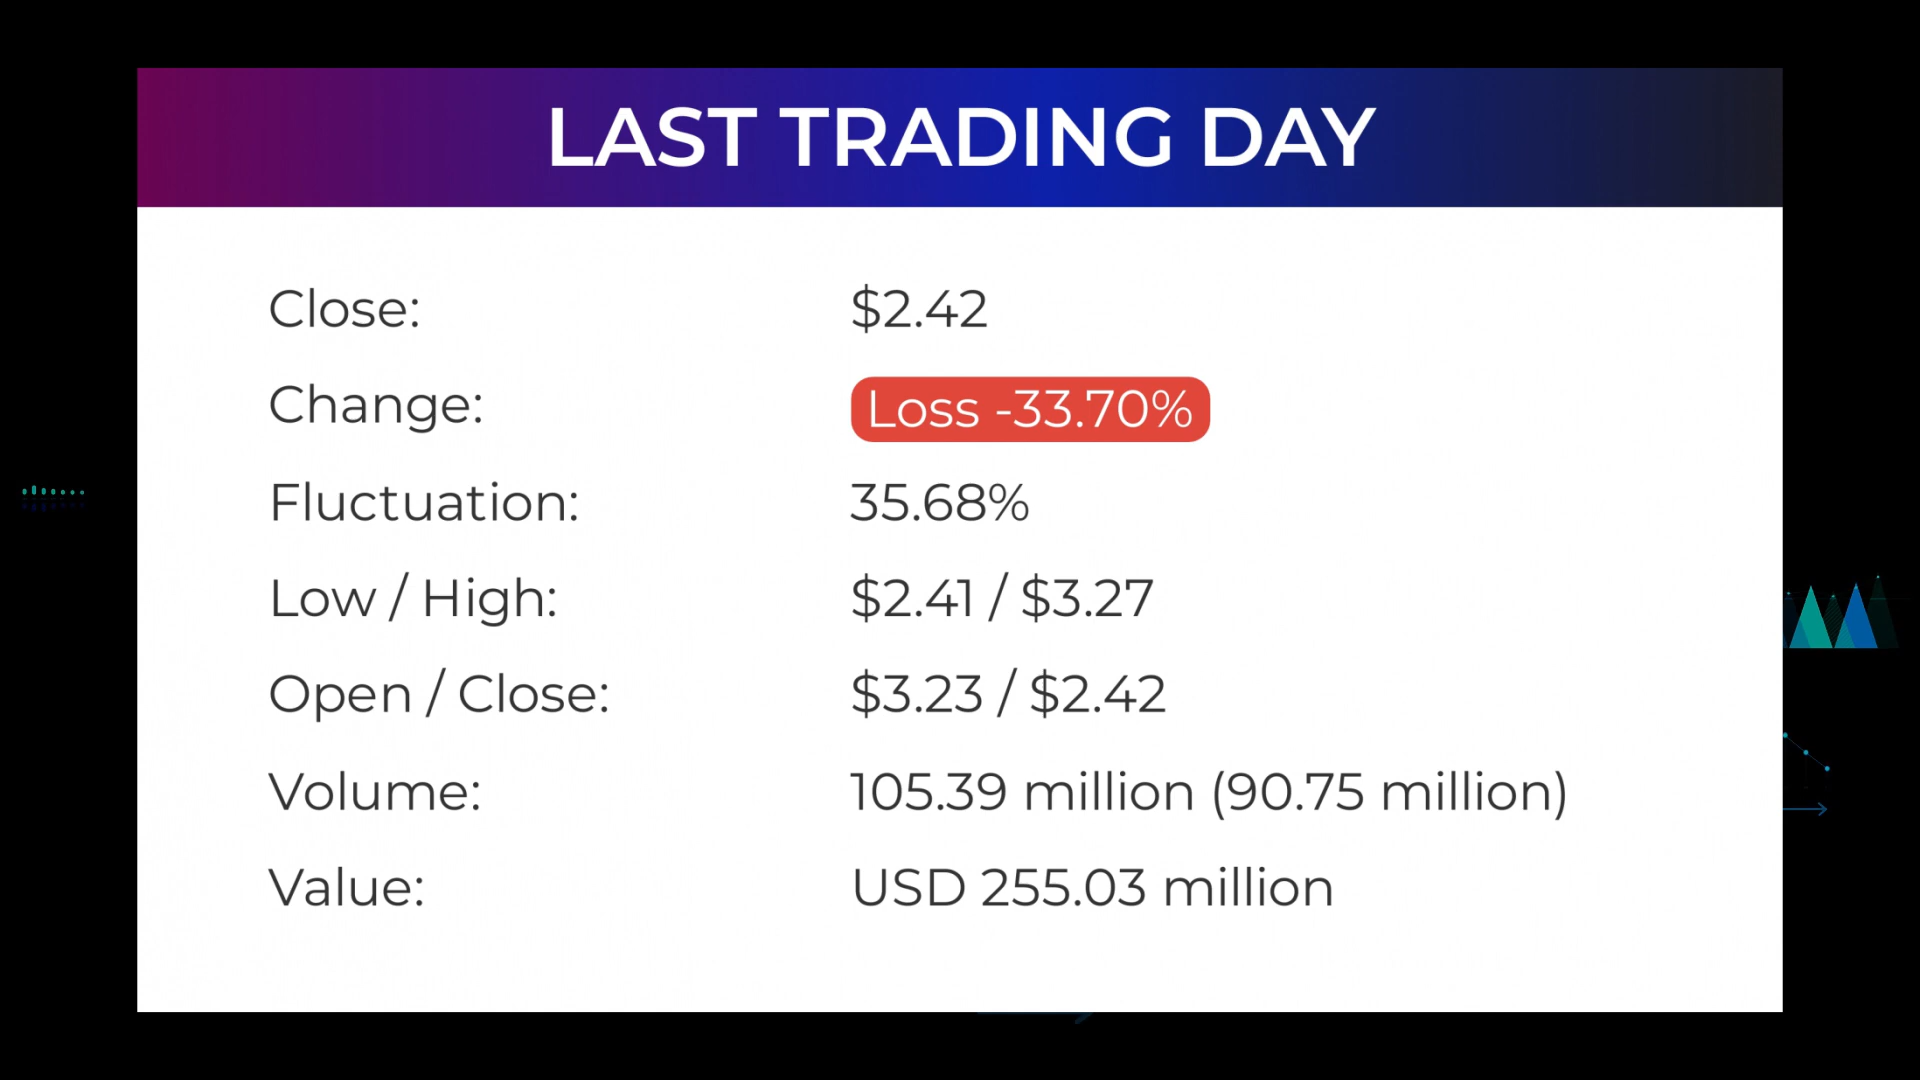 LAST TRADING DAY
Close: $2.42
Change: Loss -33.70%
Fluctuation: 35.68%
Low / High: $2.41 / $3.27
Open / Close: $3.23 / $2.42
Volume: 105.39 million (90.75 million)
Value: USD 255.03 million